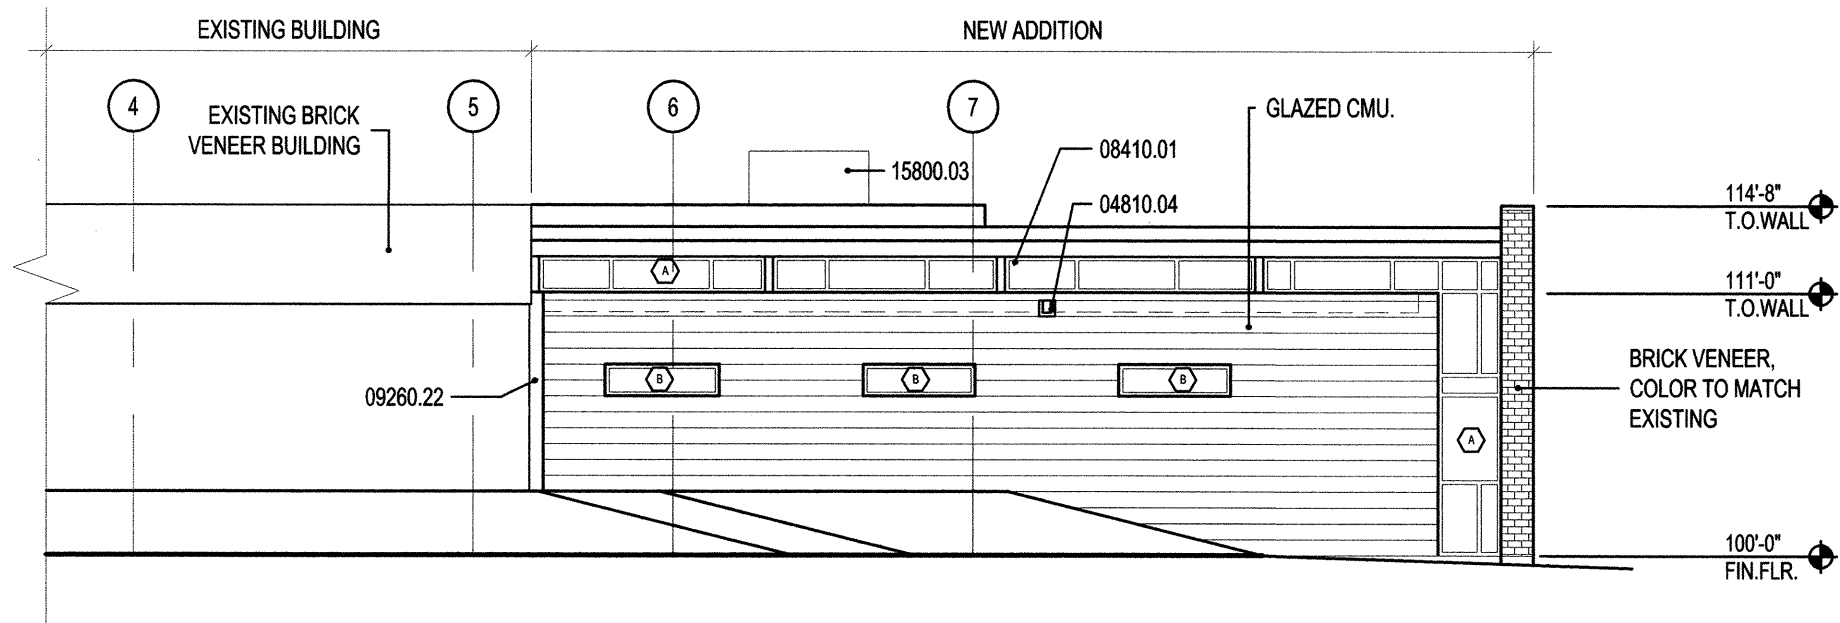 EXISTING BUILDING
NEW ADDITION
4
5
6
7
EXISTING BRICK
VENEER BUILDING
GLAZED CMU.
08410.01
15800.03
04810.04
114'-8"
T.O.WALL
A
111'-0"
T.O.WALL
B
B
B
09260.22
BRICK VENEER,
COLOR TO MATCH
EXISTING
A
100'-0"
FIN.FLR.